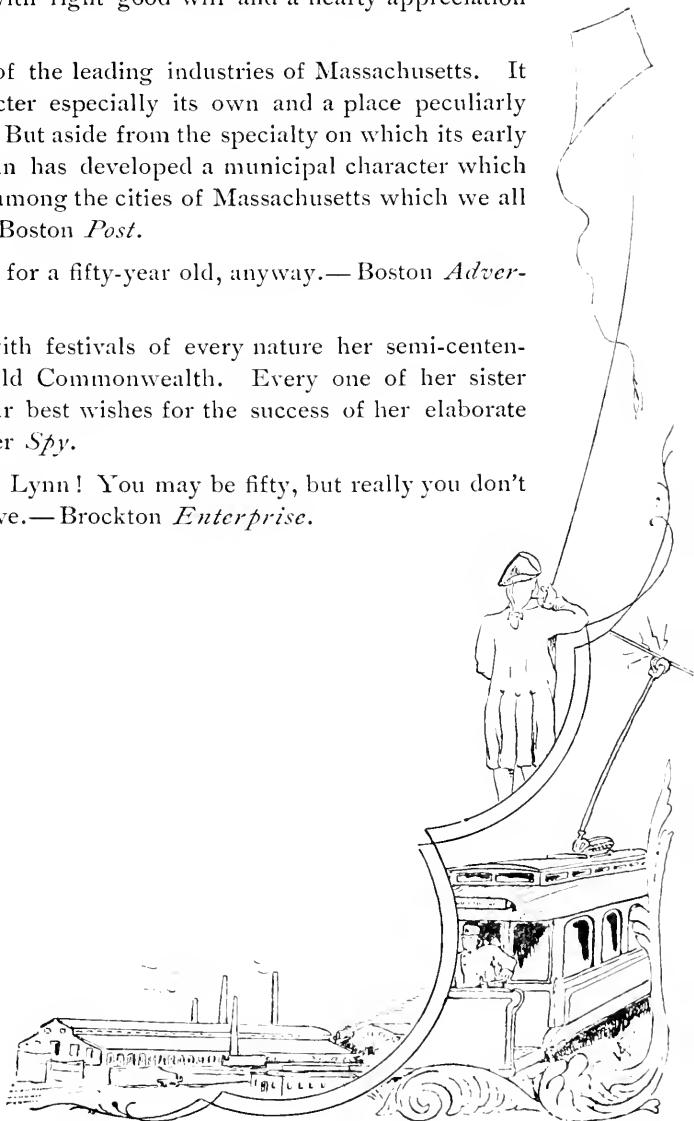 right good will and a hearty appreciation
of the leading industries of Massachusetts. It
cter especially its own and a place peculiarly
But aside from the specialty on which its early
n has developed a municipal character which
among the cities of Massachusetts which we all
Boston Post.
for a fifty-year old, anyway.—Boston Adver-
ith festivals of every nature her semi-centen-
ld Commonwealth. Every one of her sister
r best wishes for the success of her elaborate
er Spy.
Lynn! You may be fifty, but really you don't
ve.—Brockton Enterprise.